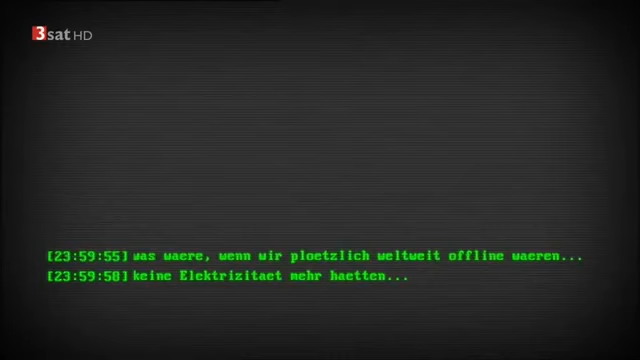 3sat HD
[23:59:55] was waere, wenn wir ploetzlich weltweit offline waeren...
[23:59:58] keine Elektrizitaet mehr haetten...